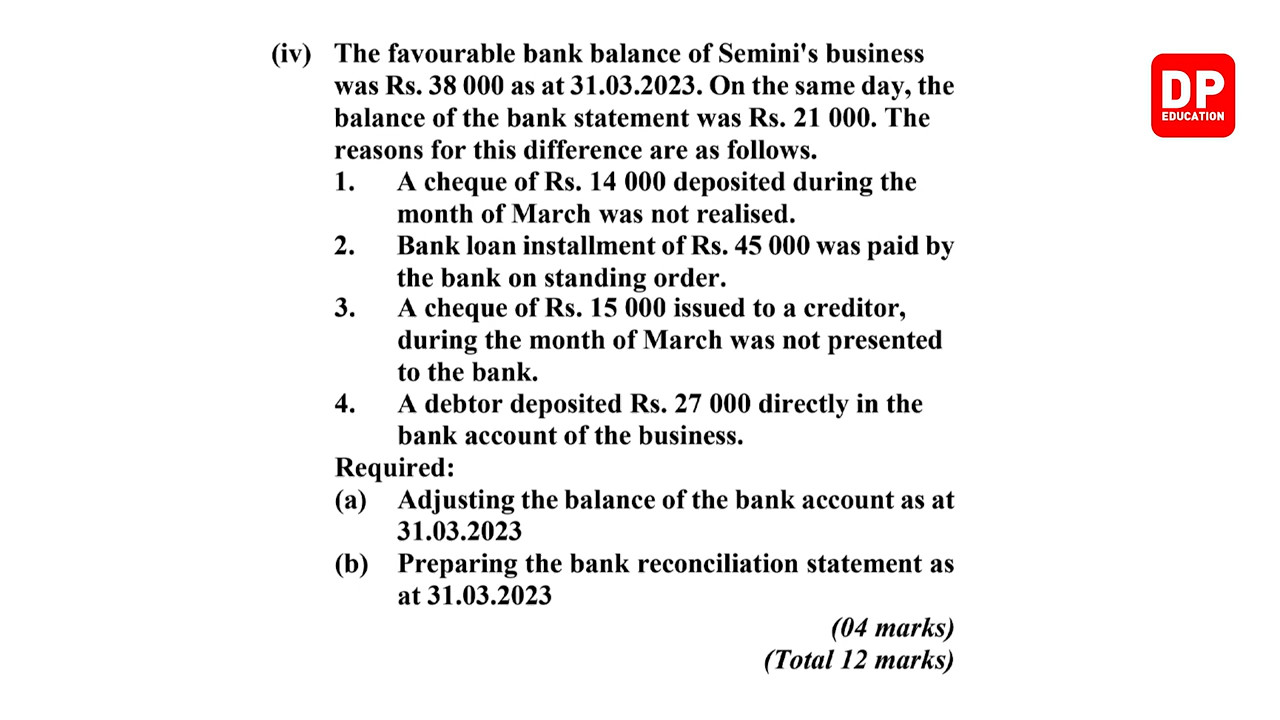 (iv) The favourable bank balance of Semini's business
was Rs. 38 000 as at 31.03.2023. On the same day, the
balance of the bank statement was Rs. 21 000. The
reasons for this difference are as follows.
1. A cheque of Rs. 14 000 deposited during the
month of March was not realised.
2. Bank loan installment of Rs. 45 000 was paid by
the bank on standing order.
3. A cheque of Rs. 15 000 issued to a creditor,
during the month of March was not presented
to the bank.
4. A debtor deposited Rs. 27 000 directly in the
bank account of the business.
Required:
(a) Adjusting the balance of the bank account as at
31.03.2023
(b) Preparing the bank reconciliation statement as
at 31.03.2023
(04 marks)
(Total 12 marks)
DP
EDUCATION